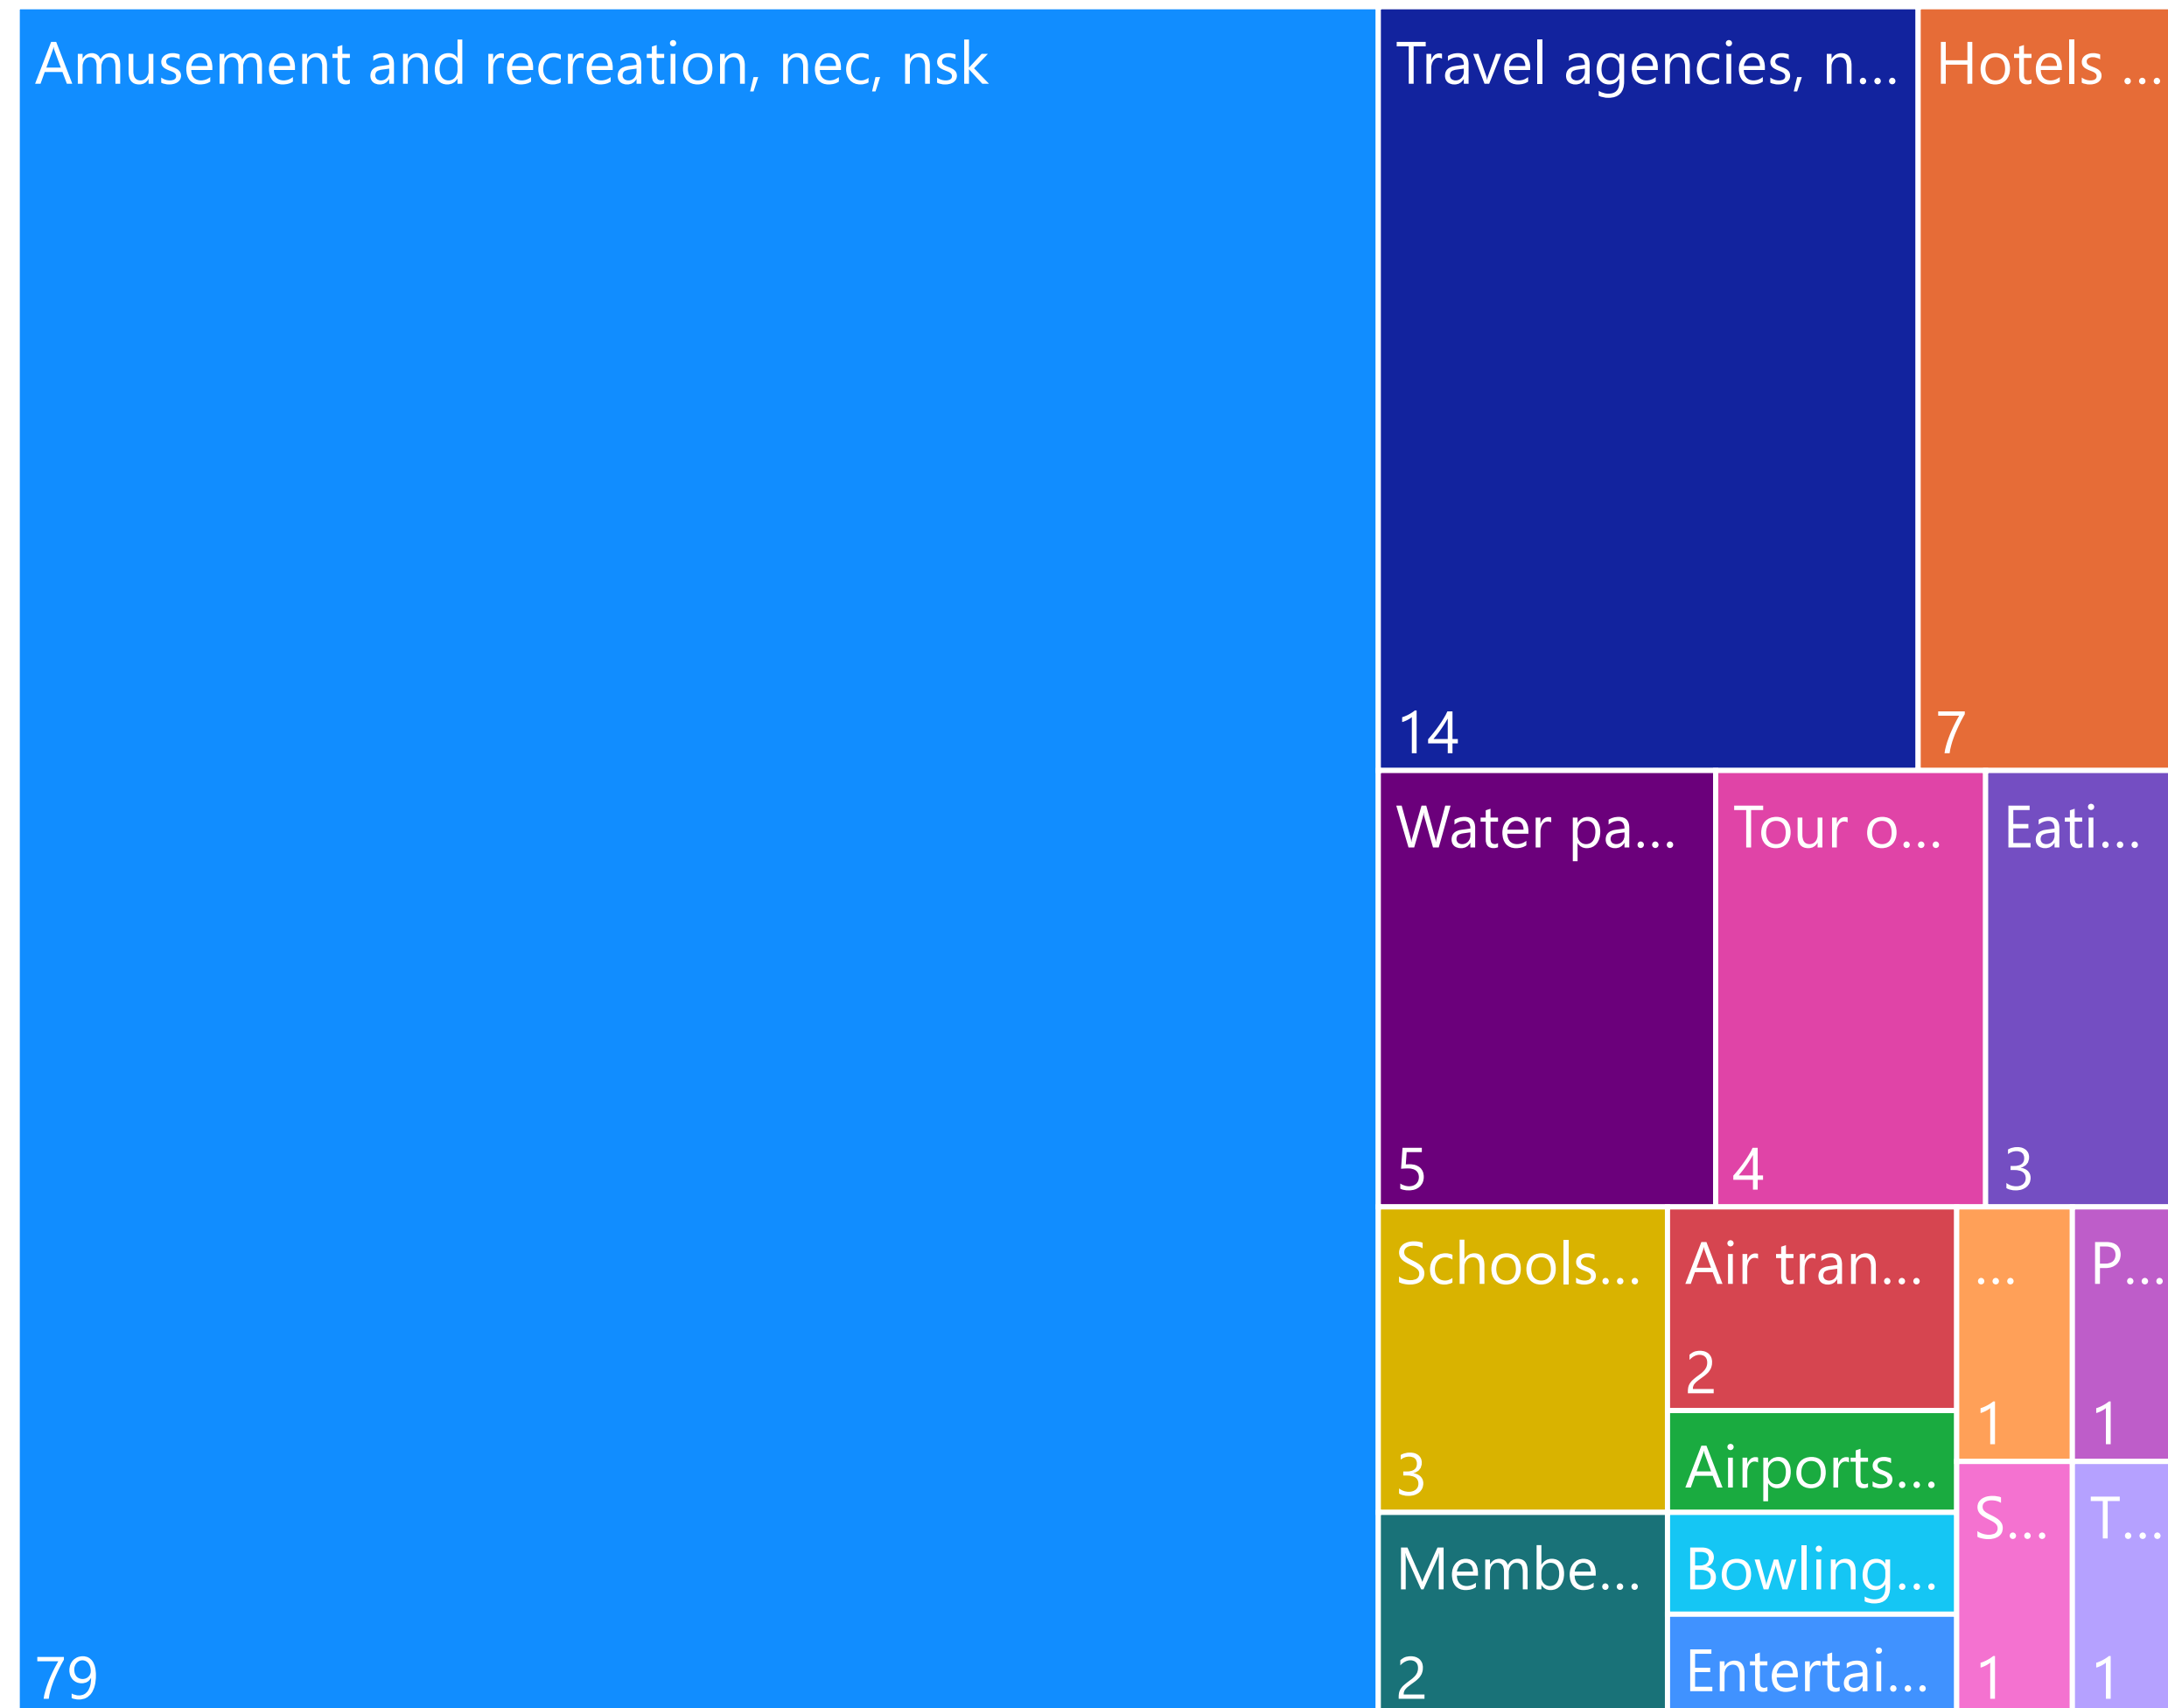 Amusement and recreation, nec, nsk
79
Travel agencies, n...
14
Hotels ...
7
Water pa...
5
Tour o...
4
Eati...
3
Schools...
3
Air tran...
2
...
1
P...
1
Airports...
Membe...
2
Bowling...
Entertai...
S...
1
T...
1